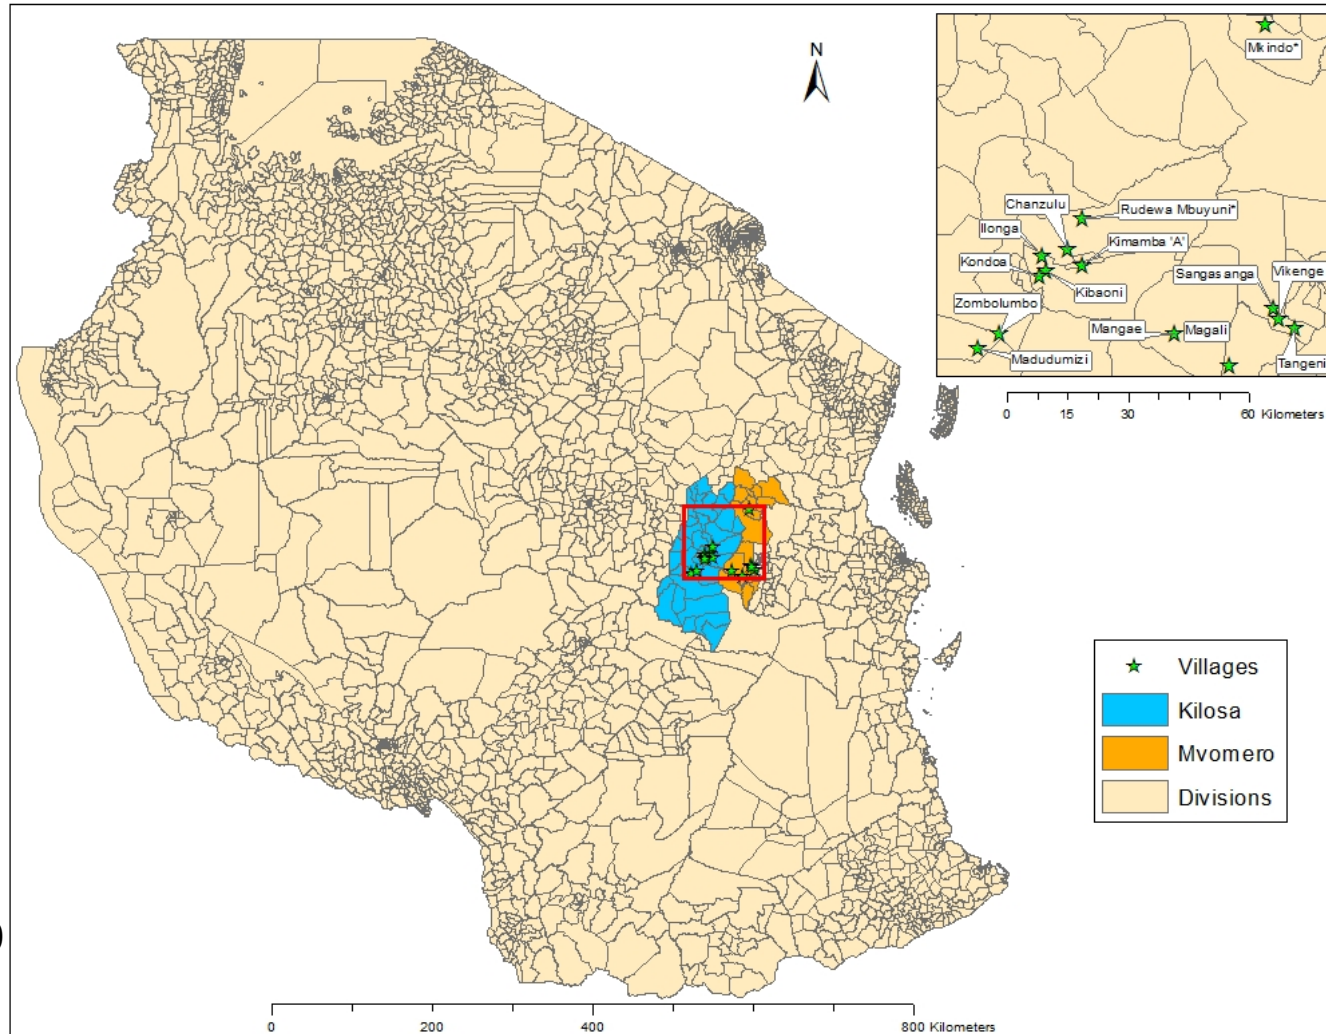 N
Mkindo*
Chanzulu
Rudewa Mbuyuni*
Ilonga
Kimamba 'A'
Kondoa
Sangasanga
Vikenge
Kibaoni
Zombolumbo
Mangae
Magali
Madudumizi
Tangeni
0 15 30 60 Kilometers
Villages
Kilosa
Mvomero
Divisions
)
0 200 400 800 Kilometers